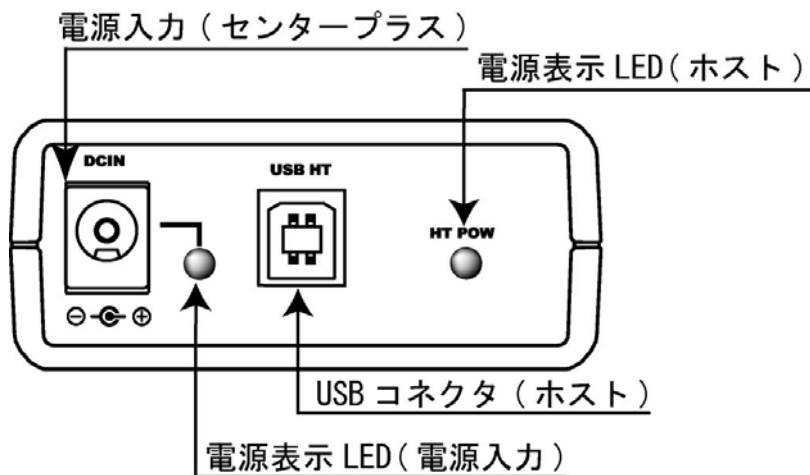 電源入力 ( センタープラス )
電源表示 LED( ホスト )
DCIN
USB HT
HT POW
⊖ ⊕
USB コネクタ ( ホスト )
電源表示 LED( 電源入力 )